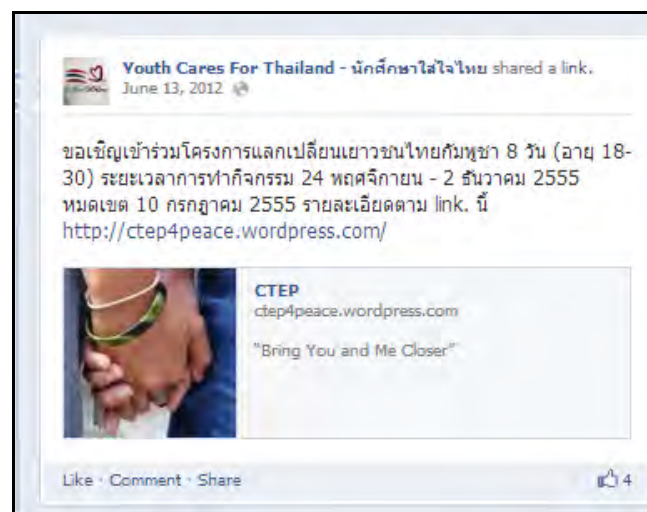 Youth Cares For Thailand - นักศึกษาใส่ใจไทย shared a link.
June 13, 2012
ขอเชิญเข้าร่วมโครงการแลกเปลี่ยนเยาวชนไทยกัมพูชา 8 วัน (อายุ 18-
30) ระยะเวลาการทำกิจกรรม 24 พฤศจิกายน - 2 ธันวาคม 2555
หมดเขต 10 กรกฎาคม 2555 รายละเอียดตาม link. นี้
http://ctep4peace.wordpress.com/
CTEP
ctep4peace.wordpress.com
"Bring You and Me Closer"
Like · Comment · Share
4